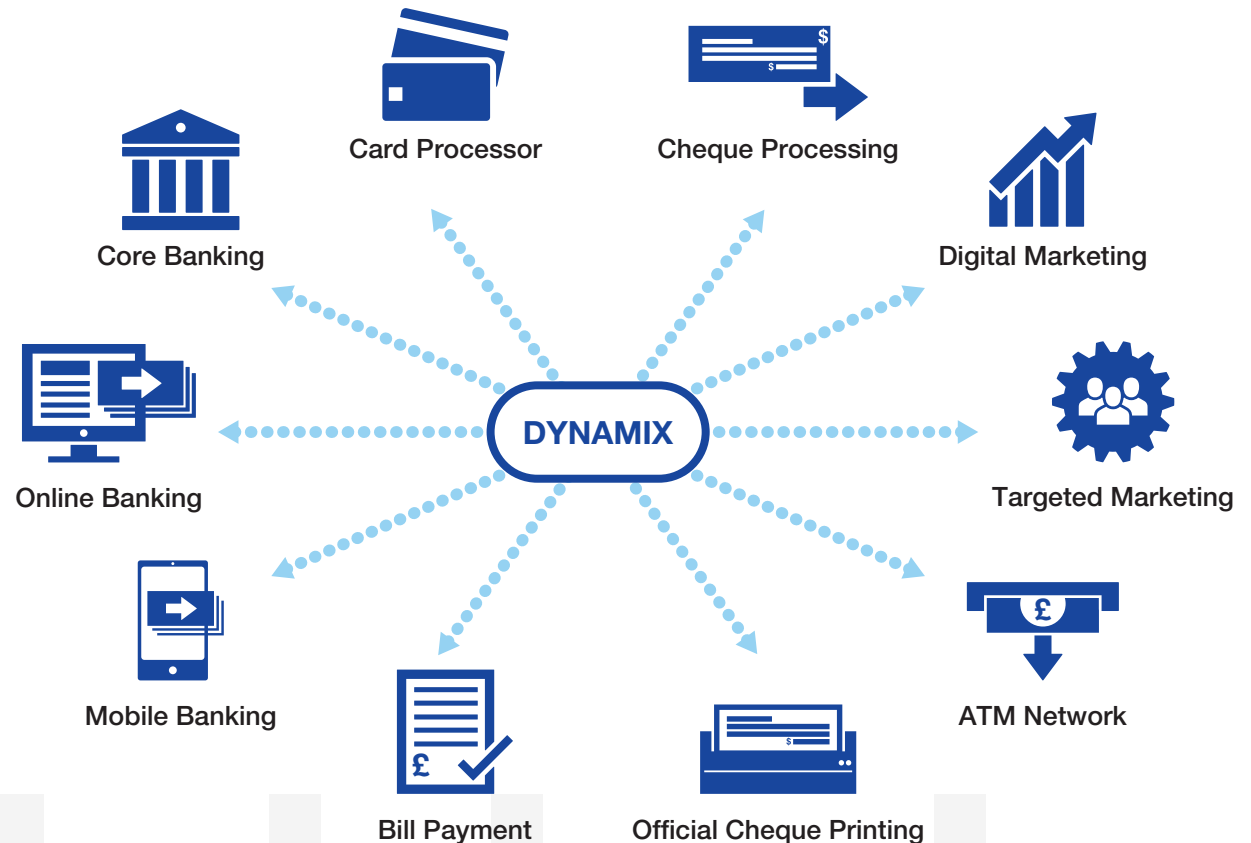 $
$
Card Processor
Cheque Processing
Core Banking
Digital Marketing
DYNAMIX
Online Banking
Targeted Marketing
£
Mobile Banking
ATM Network
£
$
Bill Payment
Official Cheque Printing